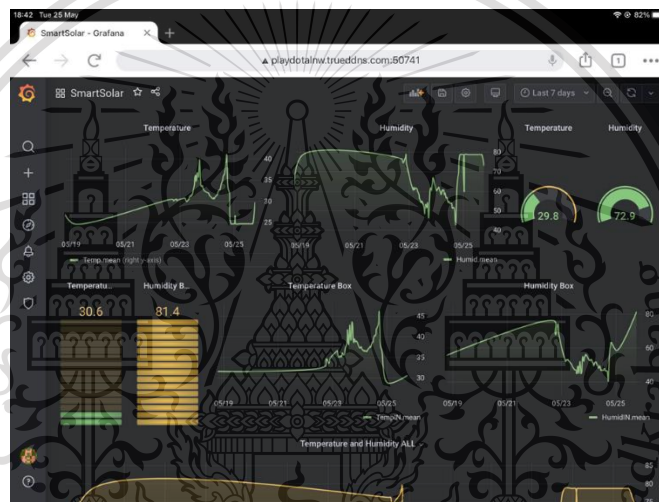 18:42 Tue 25 May
82%
SmartSolar - Grafana
playdotalnw.trueddns.com:50741
1
SmartSolar
Last 7 days
Temperature
40
35
30
25
05/19 05/21 05/23 05/25
Temp.mean (right y-axis)
Humidity
80
70
60
50
40
05/19 05/21 05/23 05/25
Humid.mean
Temperature
29.8
Humidity
72.9
Temperatu...
30.6
Humidity B...
81.4
Temperature Box
45
40
35
30
05/19 05/21 05/23 05/25
TempIN.mean
Humidity Box
80
60
40
05/19 05/21 05/23 05/25
HumidIN.mean
Temperature and Humidity ALL
85
80
75